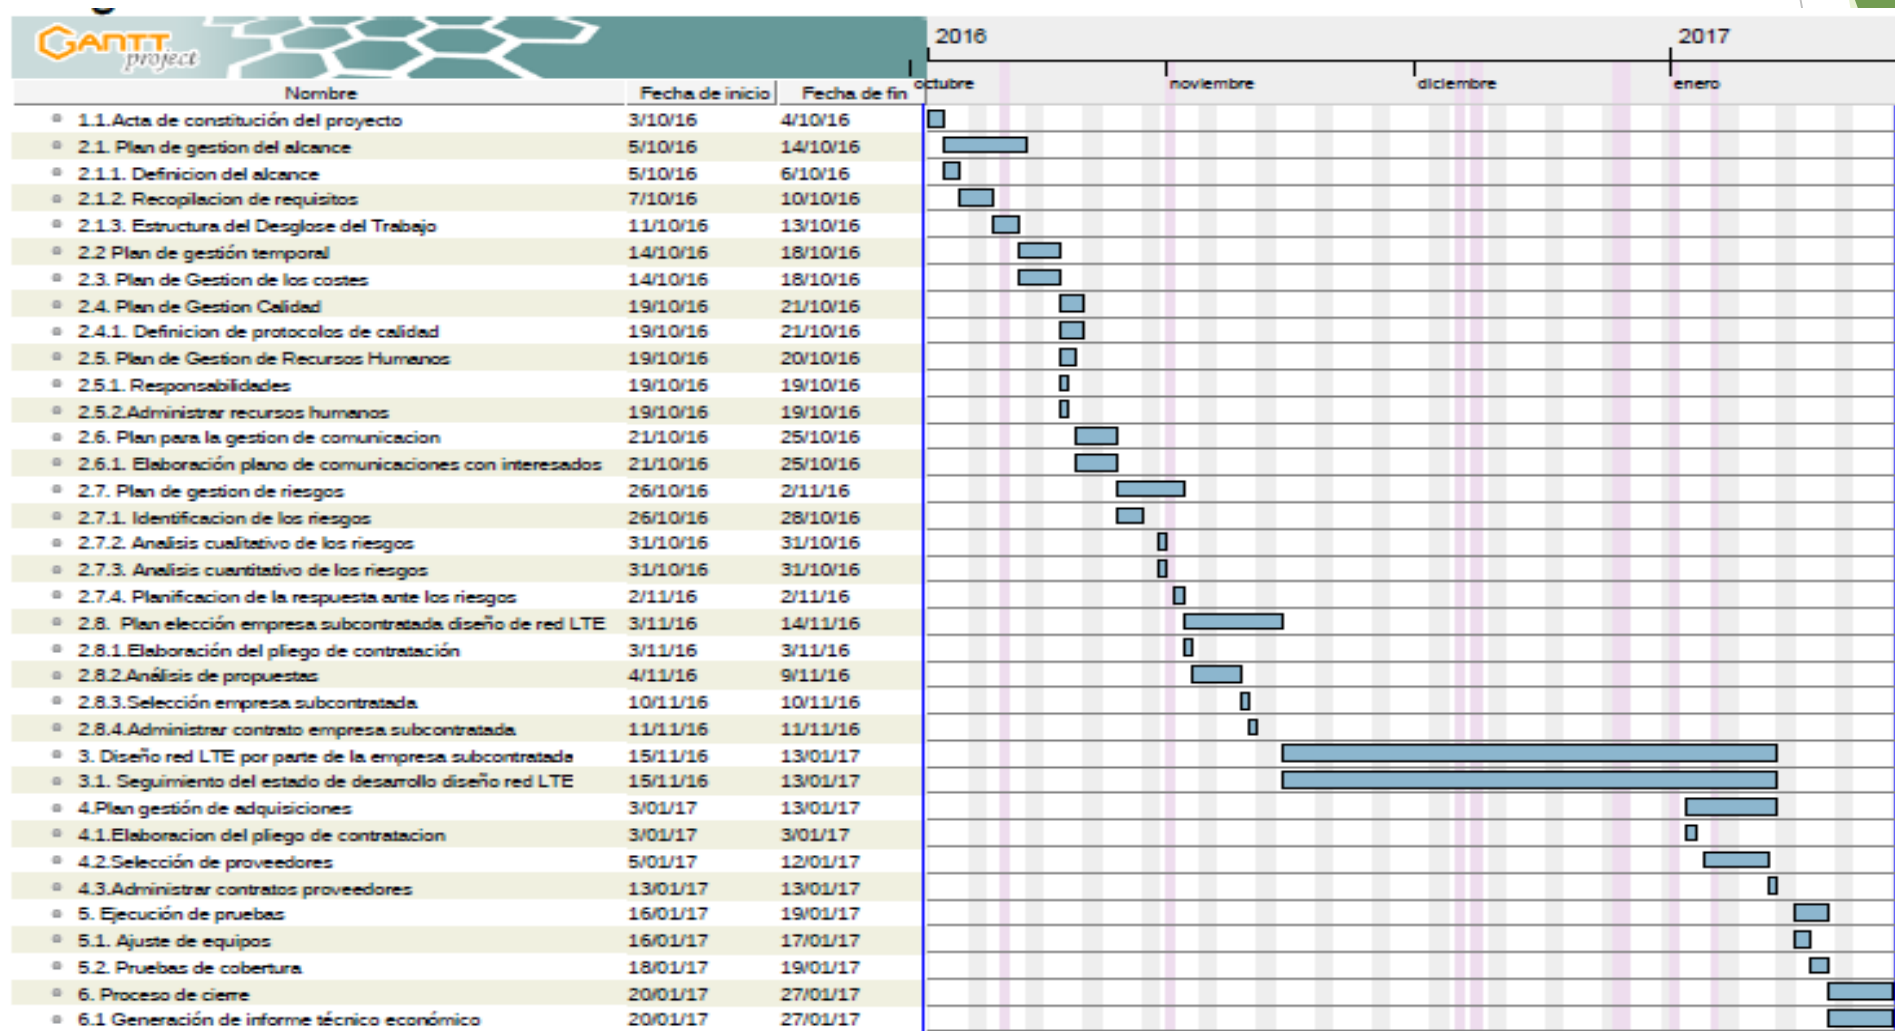 GANTT
project
2016 2017
octubre noviembre diciembre enero
Nombre Fecha de inicio Fecha de fin
1.1.Acta de constitución del proyecto 3/10/16 4/10/16
2.1. Plan de gestion del alcance 5/10/16 14/10/16
2.1.1. Definicion del alcance 5/10/16 6/10/16
2.1.2. Recopilacion de requisitos 7/10/16 10/10/16
2.1.3. Estructura del Desglose del Trabajo 11/10/16 13/10/16
2.2 Plan de gestión temporal 14/10/16 18/10/16
2.3. Plan de Gestion de los costes 14/10/16 18/10/16
2.4. Plan de Gestion Calidad 19/10/16 21/10/16
2.4.1. Definicion de protocolos de calidad 19/10/16 21/10/16
2.5. Plan de Gestion de Recursos Humanos 19/10/16 20/10/16
2.5.1. Responsabilidades 19/10/16 19/10/16
2.5.2.Administrar recursos humanos 19/10/16 19/10/16
2.6. Plan para la gestion de comunicacion 21/10/16 25/10/16
2.6.1. Elaboración plano de comunicaciones con interesados 21/10/16 25/10/16
2.7. Plan de gestion de riesgos 26/10/16 2/11/16
2.7.1. Identificacion de los riesgos 26/10/16 28/10/16
2.7.2. Analisis cualitativo de los riesgos 31/10/16 31/10/16
2.7.3. Analisis cuantitativo de los riesgos 31/10/16 31/10/16
2.7.4. Planificacion de la respuesta ante los riesgos 2/11/16 2/11/16
2.8. Plan elección empresa subcontratada diseño de red LTE 3/11/16 14/11/16
2.8.1.Elaboración del pliego de contratación 3/11/16 3/11/16
2.8.2.Análisis de propuestas 4/11/16 9/11/16
2.8.3.Selección empresa subcontratada 10/11/16 10/11/16
2.8.4.Administrar contrato empresa subcontratada 11/11/16 11/11/16
3. Diseño red LTE por parte de la empresa subcontratada 15/11/16 13/01/17
3.1. Seguimiento del estado de desarrollo diseño red LTE 15/11/16 13/01/17
4.Plan gestión de adquisiciones 3/01/17 13/01/17
4.1.Elaboracion del pliego de contratacion 3/01/17 3/01/17
4.2.Selección de proveedores 5/01/17 12/01/17
4.3.Administrar contratos proveedores 13/01/17 13/01/17
5. Ejecución de pruebas 16/01/17 19/01/17
5.1. Ajuste de equipos 16/01/17 17/01/17
5.2. Pruebas de cobertura 18/01/17 19/01/17
6. Proceso de cierre 20/01/17 27/01/17
6.1 Generación de informe técnico económico 20/01/17 27/01/17